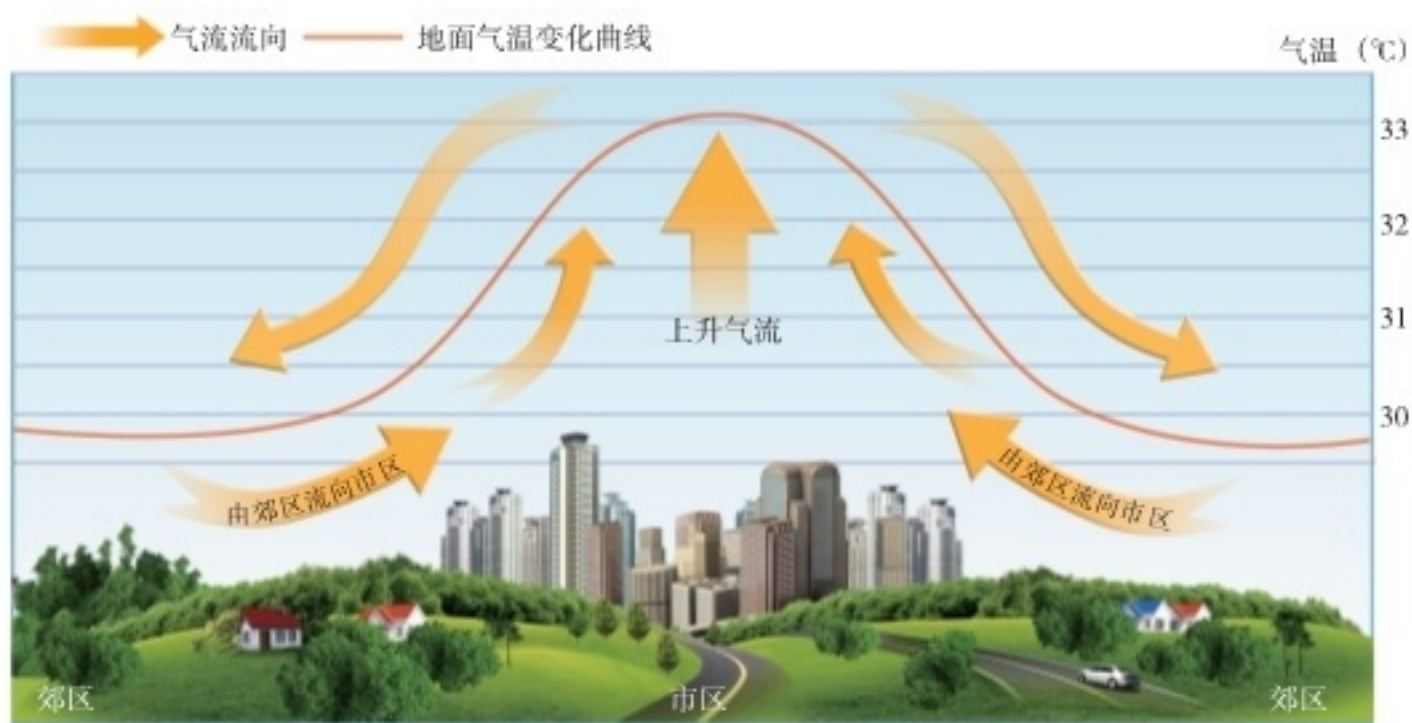 气流流向 地面气温变化曲线
气温 (℃)
33
32
31
上升气流
30
由郊区流向市区
由郊区流向市区
郊区 市区 郊区